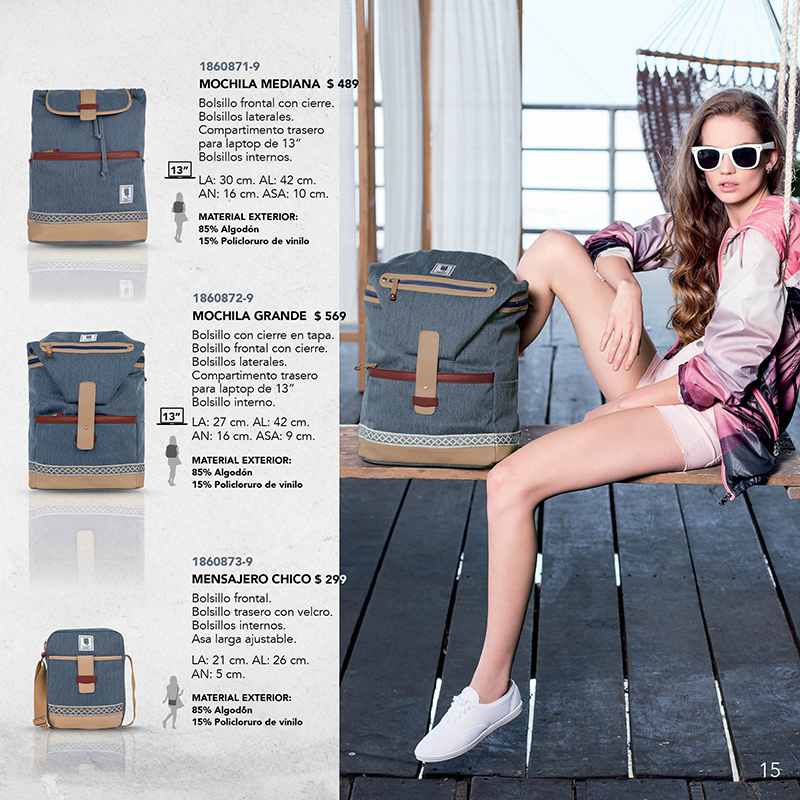 1860871-9
MOCHILA MEDIANA $ 489
Bolsillo frontal con cierre.
Bolsillos laterales.
Compartimento trasero
para laptop de 13”
Bolsillos internos.
13”
LA: 30 cm. AL: 42 cm.
AN: 16 cm. ASA: 10 cm.
MATERIAL EXTERIOR:
85% Algodón
15% Policloruro de vinilo
1860872-9
MOCHILA GRANDE $ 569
Bolsillo con cierre en tapa.
Bolsillo frontal con cierre.
Bolsillos laterales.
Compartimento trasero
para laptop de 13”
Bolsillo interno.
13”
LA: 27 cm. AL: 42 cm.
AN: 16 cm. ASA: 9 cm.
MATERIAL EXTERIOR:
85% Algodón
15% Policloruro de vinilo
1860873-9
MENSAJERO CHICO $ 299
Bolsillo frontal.
Bolsillo trasero con velcro.
Bolsillos internos.
Asa larga ajustable.
LA: 21 cm. AL: 26 cm.
AN: 5 cm.
MATERIAL EXTERIOR:
85% Algodón
15% Policloruro de vinilo
15